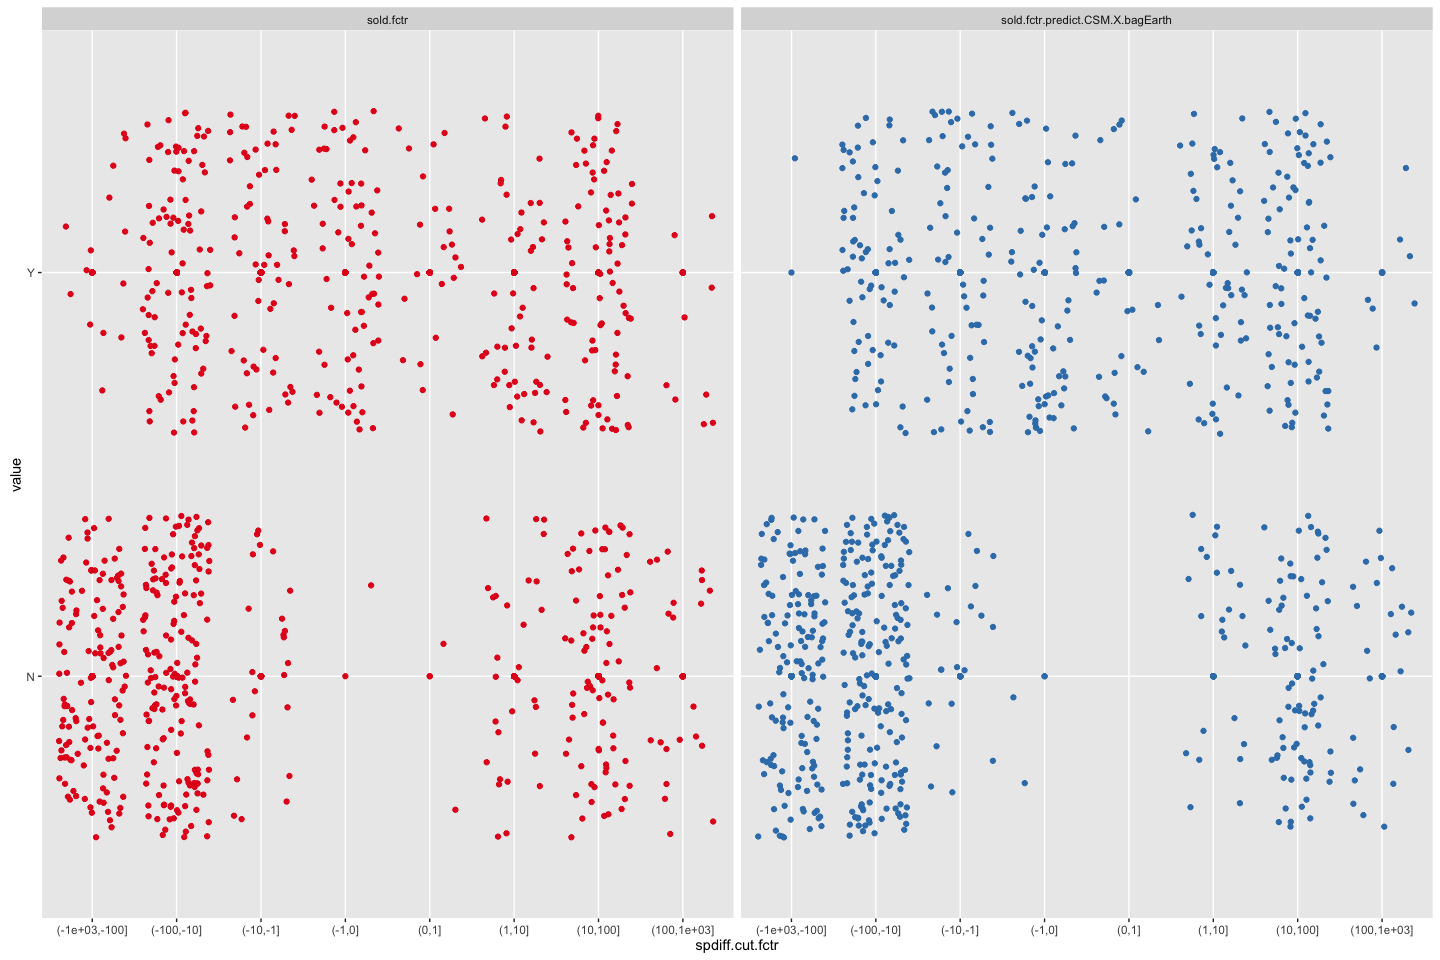 sold.fctr
sold.fctr.predict.CSM.X.bagEarth
value
Y
N
(-1e+03,-100] (-100,-10] (-10,-1] (-1,0] (0,1] (1,10] (10,100] (100,1e+03]
(-1e+03,-100] (-100,-10] (-10,-1] (-1,0] (0,1] (1,10] (10,100] (100,1e+03]
spdiff.cut.fctr